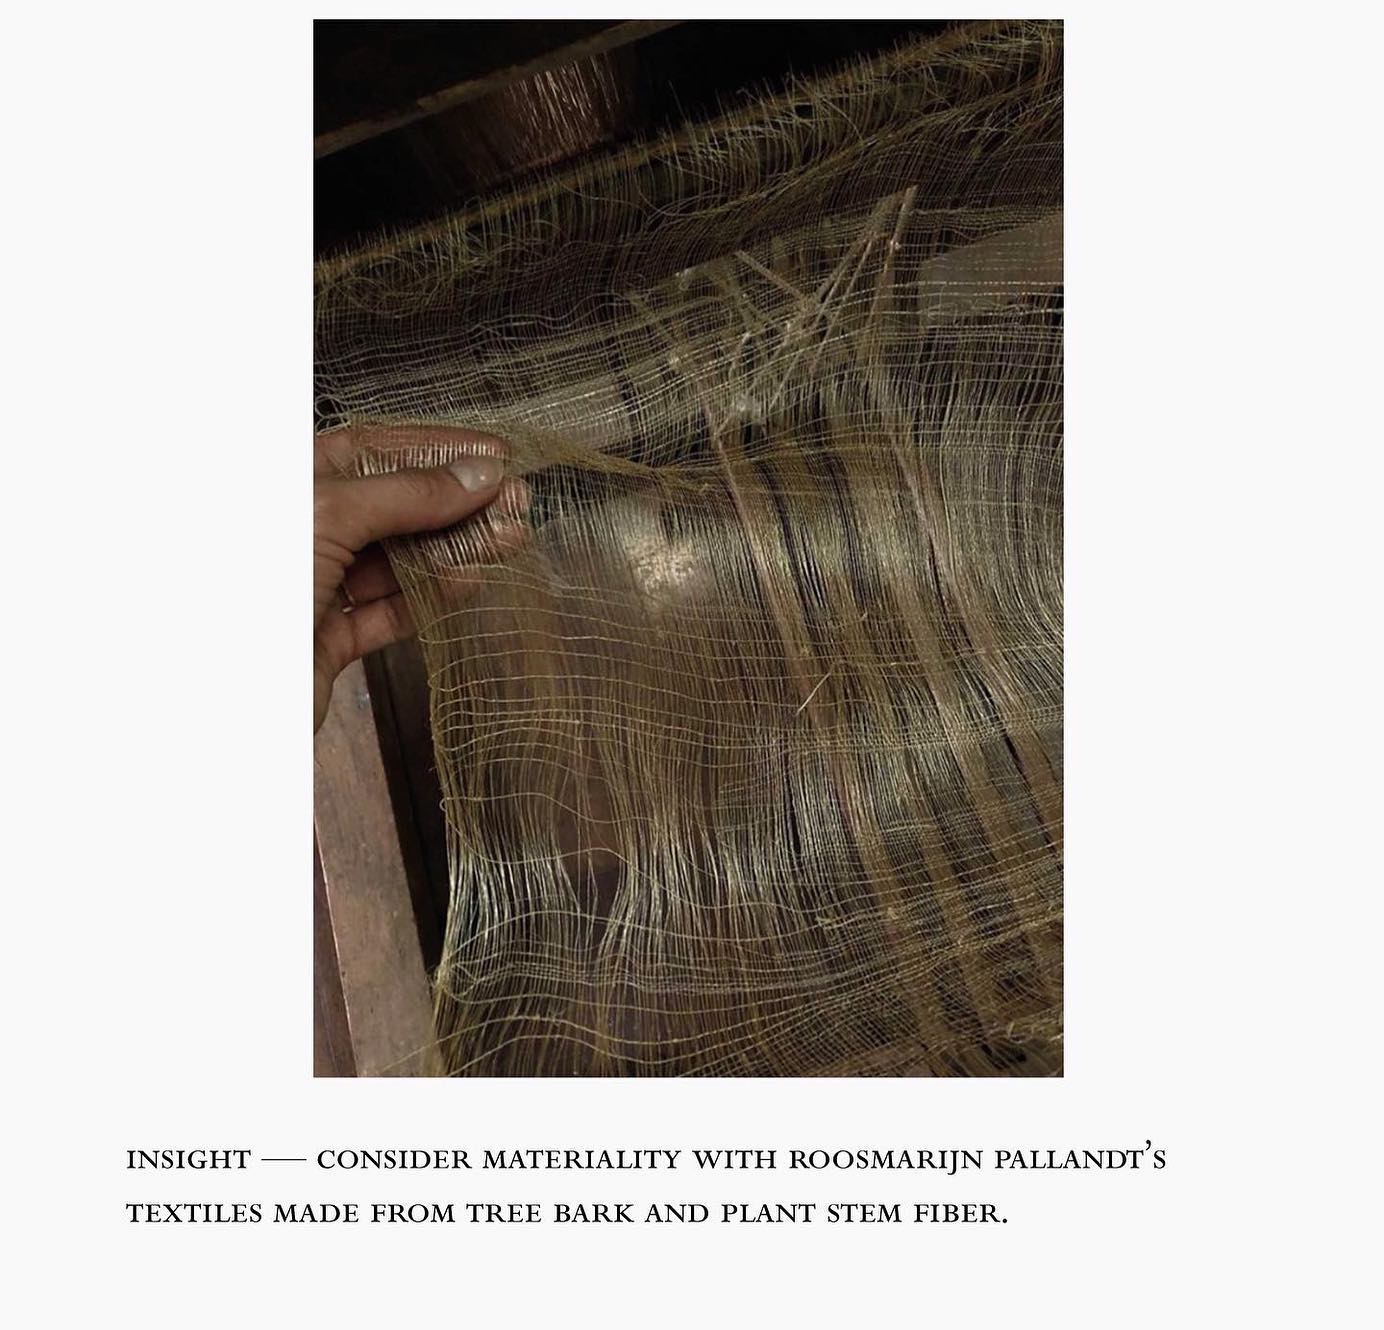 INSIGHT — CONSIDER MATERIALITY WITH ROOSMARIJN PALLANDT’S
TEXTILES MADE FROM TREE BARK AND PLANT STEM FIBER.